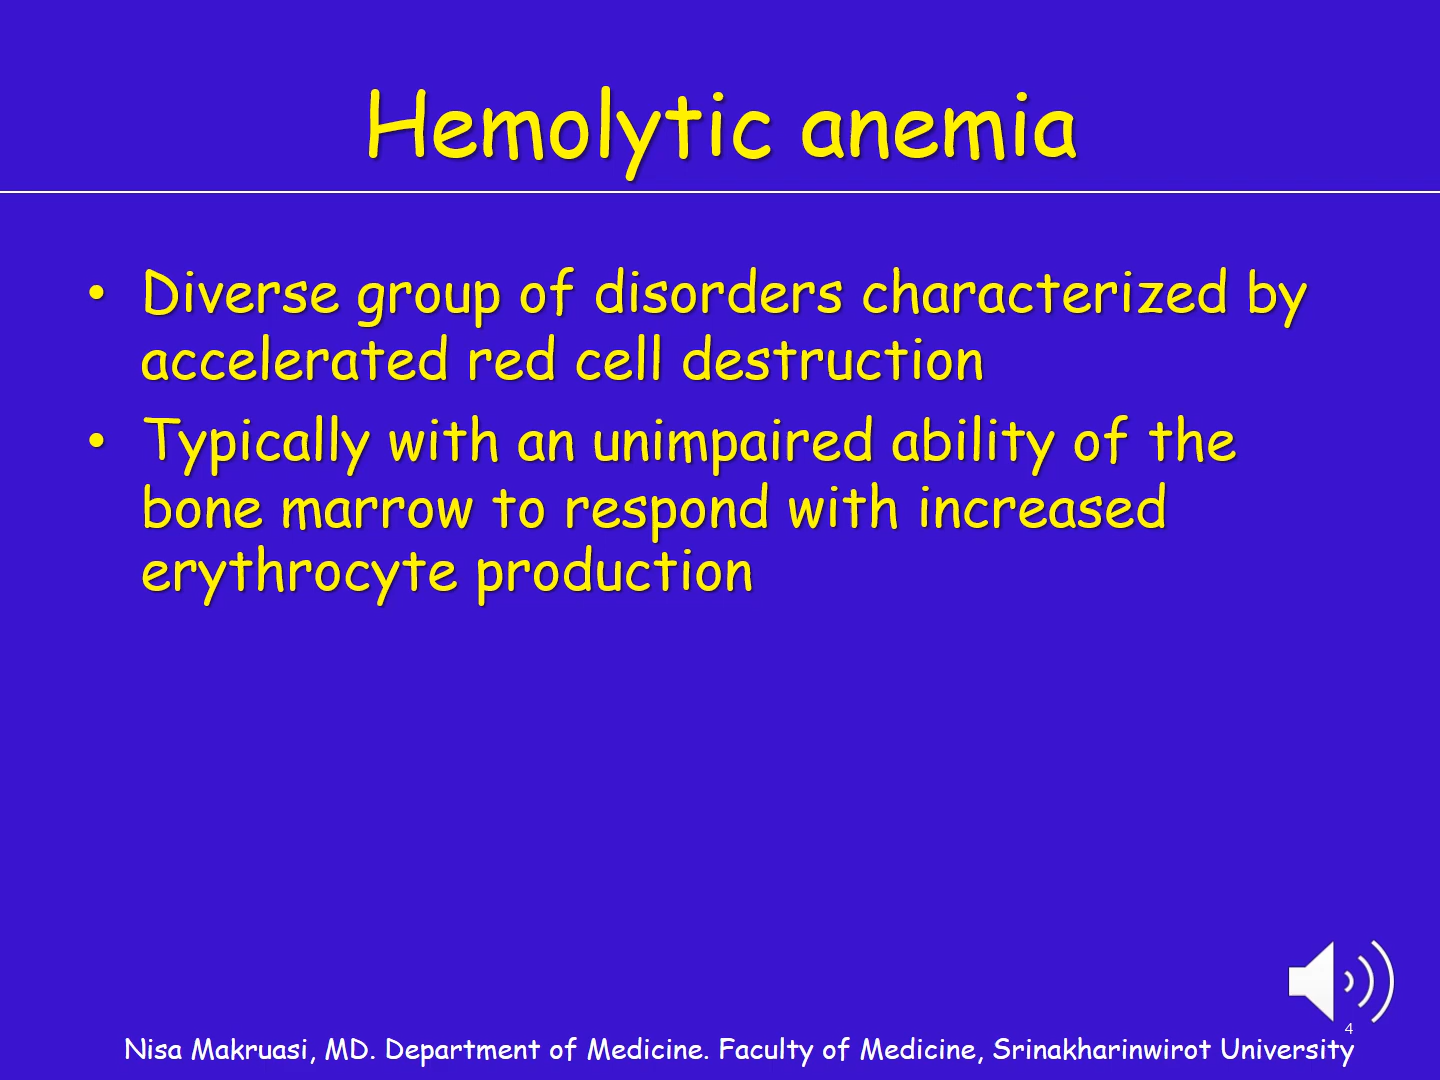 Hemolytic anemia
• Diverse group of disorders characterized by
accelerated red cell destruction
• Typically with an unimpaired ability of the
bone marrow to respond with increased
erythrocyte production
4
Nisa Makruasi, MD. Department of Medicine. Faculty of Medicine, Srinakharinwirot University